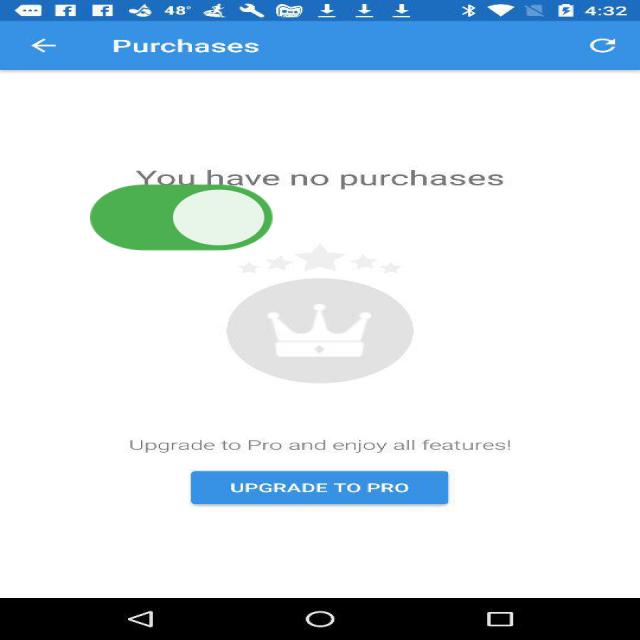 48°
4:32
Purchases
You have no purchases
Upgrade to Pro and enjoy all features!
UPGRADE TO PRO